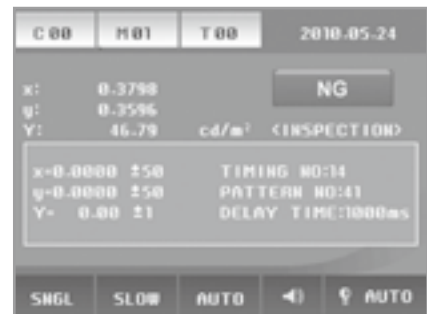 C 00 M 01 T 00 2010.05.24
x: 0.3798 NG
y: 0.3596
Y: 46.79 cd/m² <INSPECTION>
x=0.0000 ±50 TIMING NO:14
y=0.0000 ±50 PATTERN NO:41
Y= 0.00 ±1 DELAY TIME:1000ms
SNGL SLOW AUTO AUTO